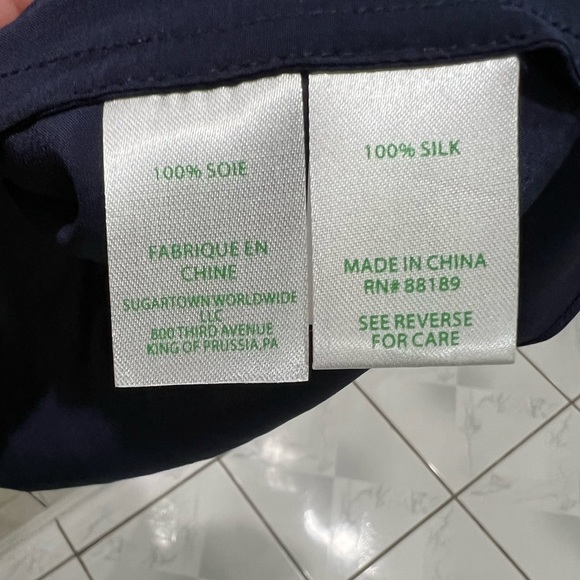 100% SOIE
FABRIQUE EN
CHINE
SUGARTOWN WORLDWIDE
LLC
800 THIRD AVENUE
KING OF PRUSSIA,PA
100% SILK
MADE IN CHINA
RN# 88189
SEE REVERSE
FOR CARE